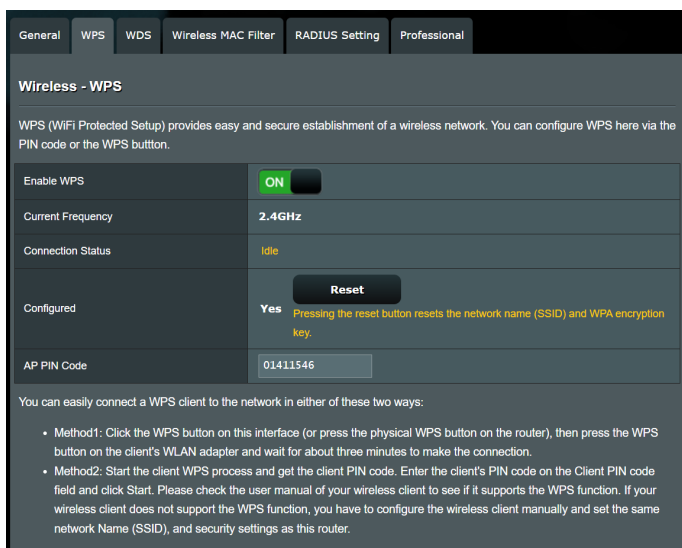 General WPS WDS Wireless MAC Filter RADIUS Setting Professional
Wireless - WPS
WPS (WiFi Protected Setup) provides easy and secure establishment of a wireless network. You can configure WPS here via the
PIN code or the WPS buttton.
Enable WPS ON
Current Frequency 2.4GHz
Connection Status Idle
Configured Yes Reset
Pressing the reset button resets the network name (SSID) and WPA encryption
key.
AP PIN Code 01411546
You can easily connect a WPS client to the network in either of these two ways:
• Method1: Click the WPS button on this interface (or press the physical WPS button on the router), then press the WPS
button on the client's WLAN adapter and wait for about three minutes to make the connection.
• Method2: Start the client WPS process and get the client PIN code. Enter the client's PIN code on the Client PIN code
field and click Start. Please check the user manual of your wireless client to see if it supports the WPS function. If your
wireless client does not support the WPS function, you have to configure the wireless client manually and set the same
network Name (SSID), and security settings as this router.